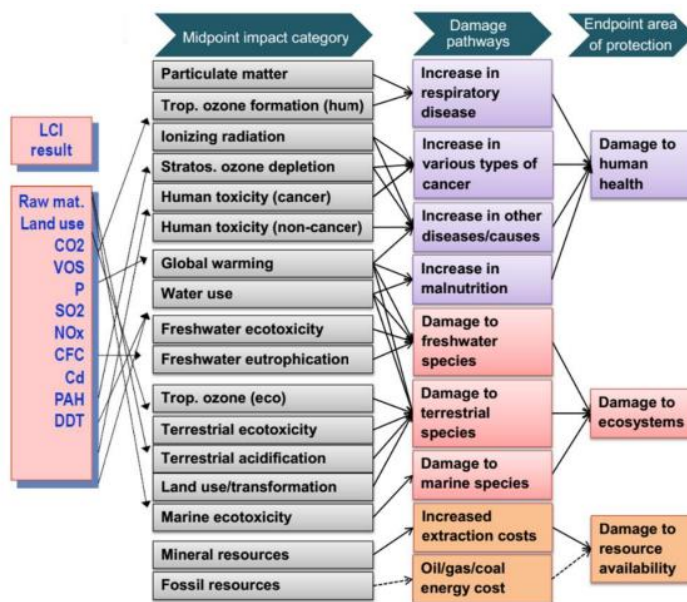 Midpoint impact category
Damage
pathways
Endpoint area
of protection
LCI
result
Raw mat.
Land use
CO2
VOS
P
SO2
NOx
CFC
Cd
PAH
DDT
Particulate matter
Trop. ozone formation (hum)
Ionizing radiation
Stratos. ozone depletion
Human toxicity (cancer)
Human toxicity (non-cancer)
Global warming
Water use
Freshwater ecotoxicity
Freshwater eutrophication
Trop. ozone (eco)
Terrestrial ecotoxicity
Terrestrial acidification
Land use/transformation
Marine ecotoxicity
Mineral resources
Fossil resources
Increase in
respiratory
disease
Increase in
various types of
cancer
Increase in other
diseases/causes
Increase in
malnutrition
Damage to
freshwater
species
Damage to
terrestrial
species
Damage to
marine species
Increased
extraction costs
Oil/gas/coal
energy cost
Damage to
human
health
Damage to
ecosystems
Damage to
resource
availability